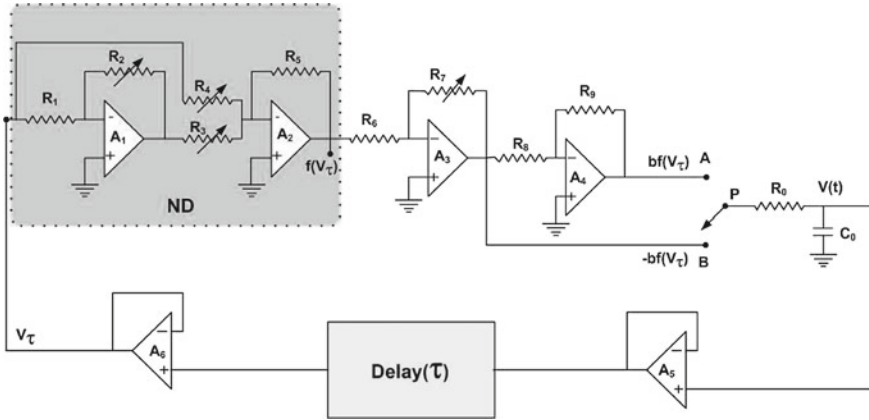 R₂
R₅
R₇
R₄
R₉
R₁
A₁
R₃
A₂
R₆
A₃
R₈
A₄
f(Vτ)
bf(Vτ) A
ND
P
R₀
V(t)
C₀
-bf(Vτ) B
Vτ
A₆
Delay(τ)
A₅